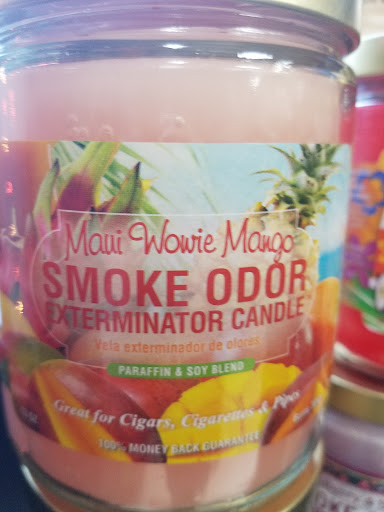 Maui Wowie Mango
SMOKE ODOR
EXTERMINATOR CANDLE
Vela exterminador de olores
PARAFFIN & SOY BLEND
Great for Cigars, Cigarettes & Pipes
100% MONEY BACK GUARANTEE